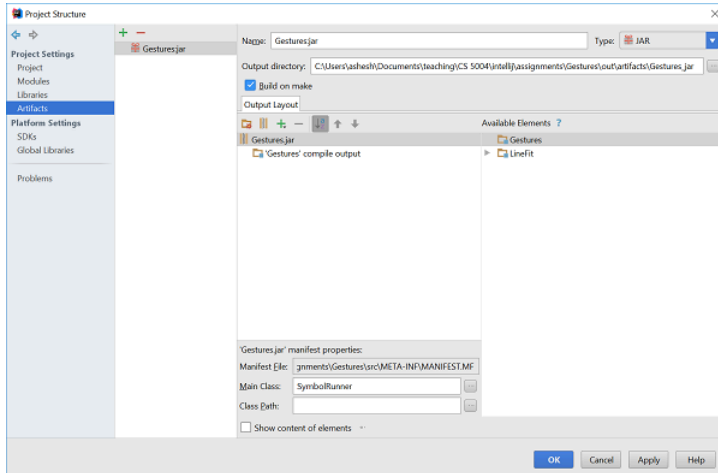 Project Structure
Project Settings
Project
Modules
Libraries
Artifacts
Platform Settings
SDKs
Global Libraries
Problems
Gestures:jar
Name: Gestures:jar
Type: JAR
Output directory: C:\Users\ashesh\Documents\teaching\CS 5004\intellij\assignments\Gestures\out\artifacts\Gestures_jar
Build on make
Output Layout
Gestures.jar
'Gestures' compile output
Available Elements ?
Gestures
LineFit
'Gestures.jar' manifest properties:
Manifest File: gnments\Gestures\src\META-INF\MANIFEST.MF
Main Class: SymbolRunner
Class Path:
Show content of elements
OK Cancel Apply Help